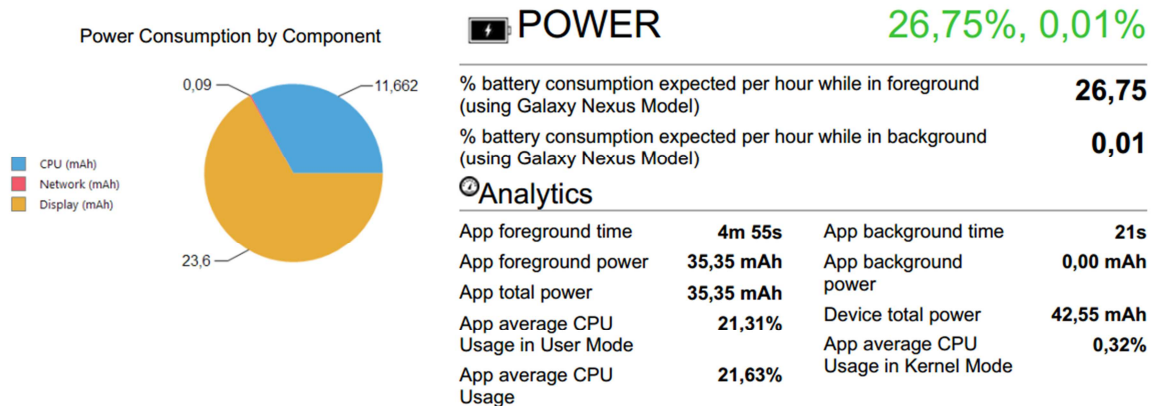 Power Consumption by Component
0,09
11,662
CPU (mAh)
Network (mAh)
Display (mAh)
23,6
POWER 26,75%, 0,01%
% battery consumption expected per hour while in foreground
(using Galaxy Nexus Model)
26,75
% battery consumption expected per hour while in background
(using Galaxy Nexus Model)
0,01
Analytics
App foreground time 4m 55s
App foreground power 35,35 mAh
App total power 35,35 mAh
App average CPU
Usage in User Mode
21,31%
App average CPU
Usage
21,63%
App background time 21s
App background
power
0,00 mAh
Device total power 42,55 mAh
App average CPU
Usage in Kernel Mode
0,32%